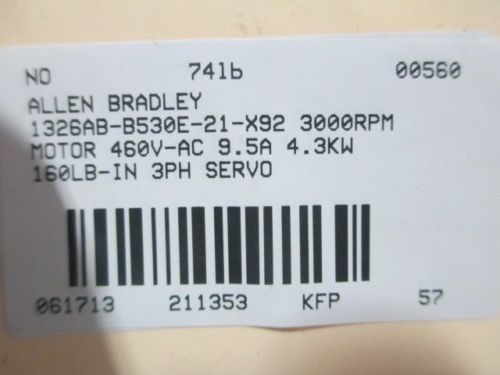 NO 74lb 00560
ALLEN BRADLEY
1326AB-B530E-21-X92 3000RPM
MOTOR 460V-AC 9.5A 4.3KW
160LB-IN 3PH SERVO
061713 211353 KFP 57